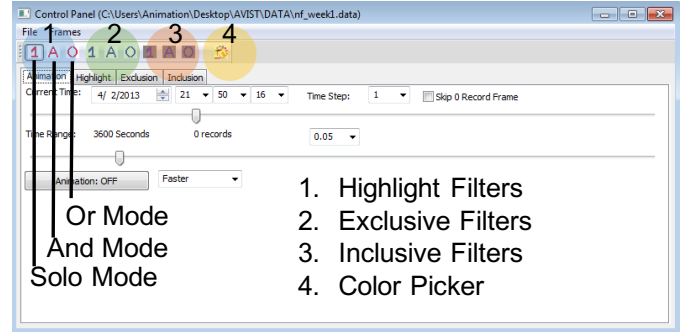 Control Panel (C:\Users\Animation\Desktop\AVIST\DATA\nf_week1.data)
File Frames
1 2 3 4
1 A O 1 A O 1 A O
Animation Highlight Exclusion Inclusion
Current Time: 4/ 2/2013 21 50 16 Time Step: 1 Skip 0 Record Frame
Time Range: 3600 Seconds 0 records 0.05
Animation: OFF Faster
1. Highlight Filters
Or Mode
2. Exclusive Filters
And Mode
3. Inclusive Filters
Solo Mode
4. Color Picker